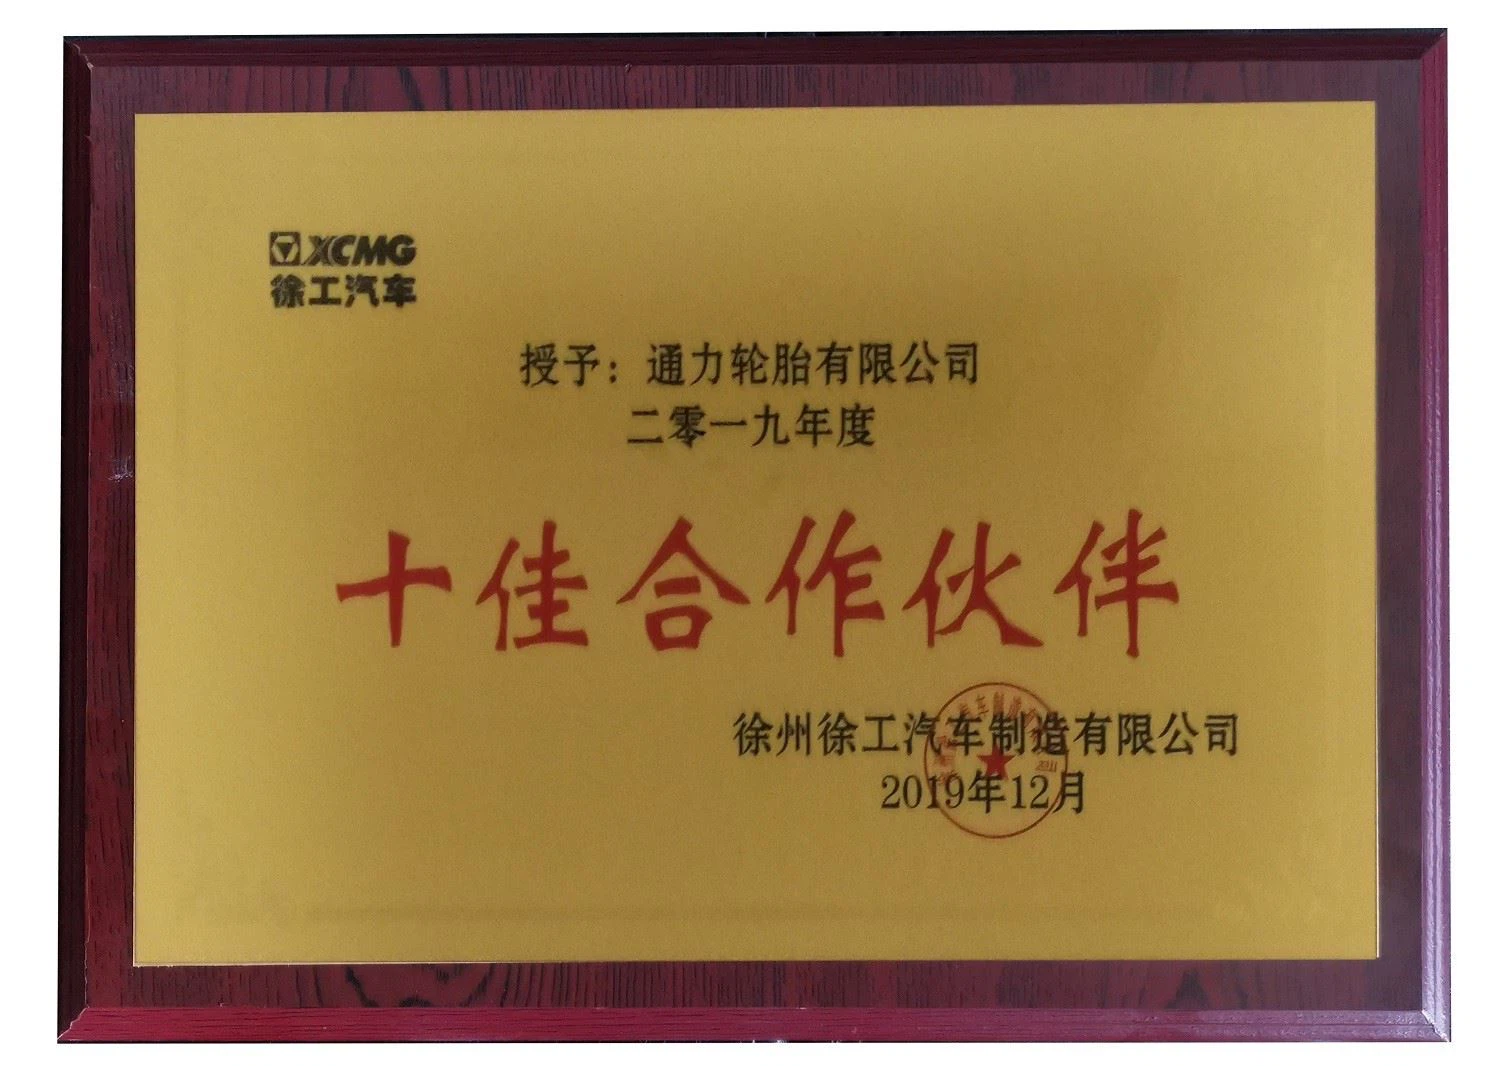 XCMG
徐工汽车
授予：通力轮胎有限公司
二零一九年度
十佳合作伙伴
徐州徐工汽车制造有限公司
2019年12月